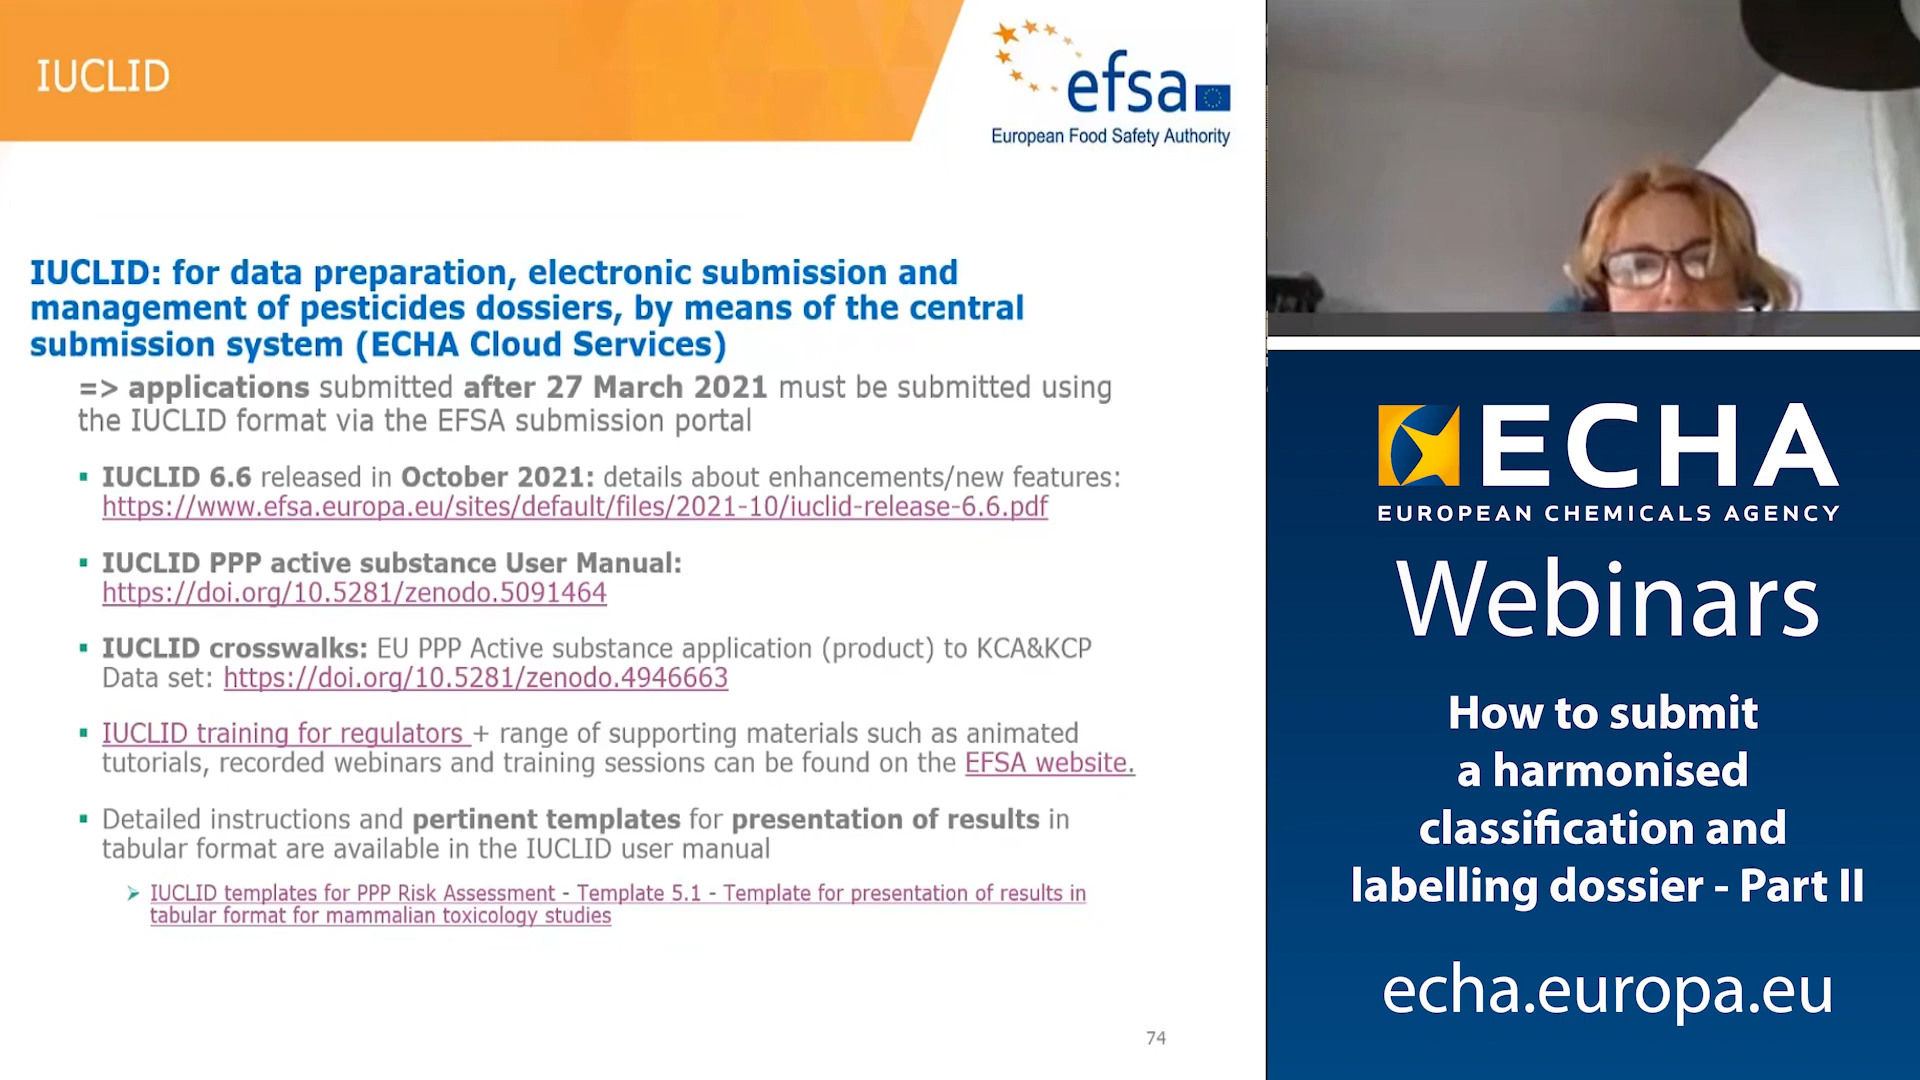 IUCLID
efsa
European Food Safety Authority
IUCLID: for data preparation, electronic submission and
management of pesticides dossiers, by means of the central
submission system (ECHA Cloud Services)
=> applications submitted after 27 March 2021 must be submitted using
the IUCLID format via the EFSA submission portal
▪ IUCLID 6.6 released in October 2021: details about enhancements/new features:
https://www.efsa.europa.eu/sites/default/files/2021-10/iuclid-release-6.6.pdf
▪ IUCLID PPP active substance User Manual:
https://doi.org/10.5281/zenodo.5091464
▪ IUCLID crosswalks: EU PPP Active substance application (product) to KCA&KCP
Data set: https://doi.org/10.5281/zenodo.4946663
▪ IUCLID training for regulators + range of supporting materials such as animated
tutorials, recorded webinars and training sessions can be found on the EFSA website.
▪ Detailed instructions and pertinent templates for presentation of results in
tabular format are available in the IUCLID user manual
➢ IUCLID templates for PPP Risk Assessment - Template 5.1 - Template for presentation of results in
tabular format for mammalian toxicology studies
74
ECHA
EUROPEAN CHEMICALS AGENCY
Webinars
How to submit
a harmonised
classification and
labelling dossier - Part II
echa.europa.eu